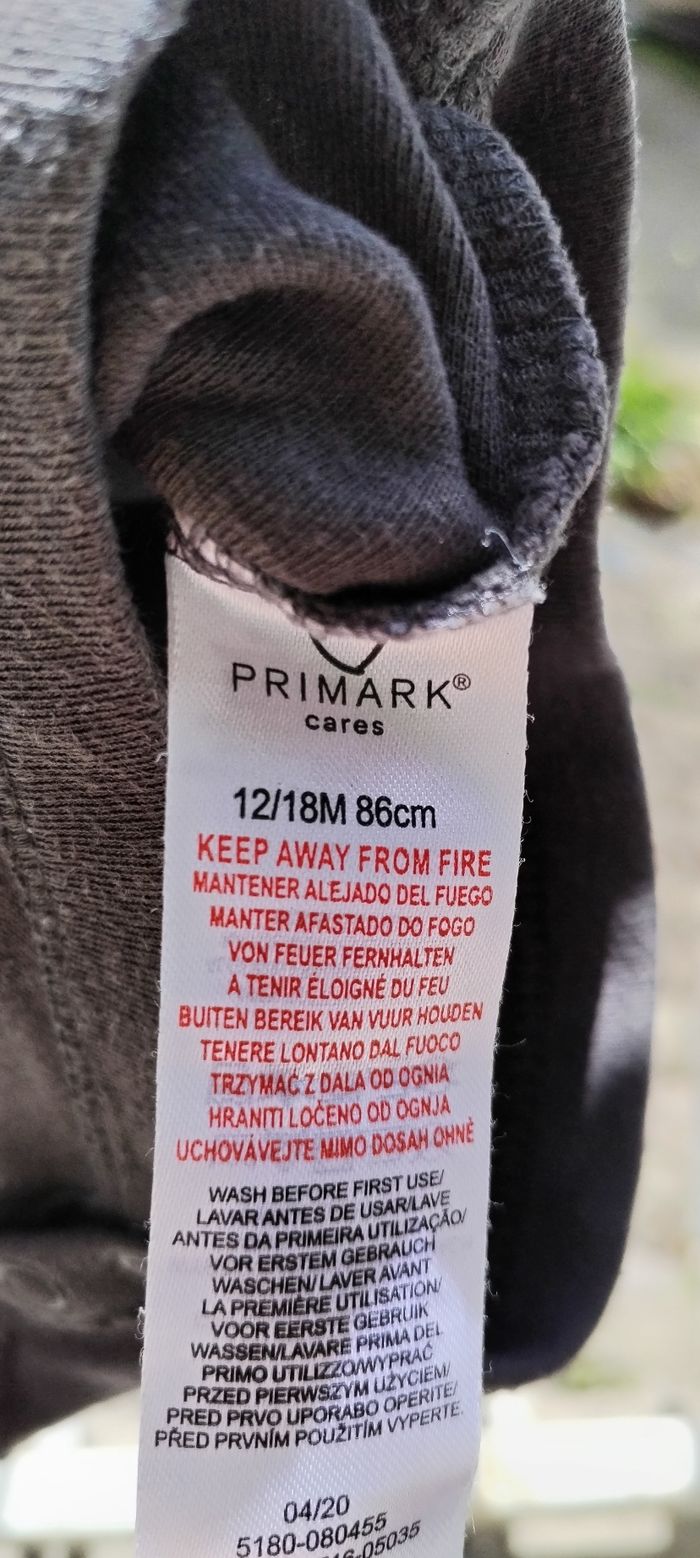 PRIMARK®
cares
12/18M 86cm
KEEP AWAY FROM FIRE
MANTENER ALEJADO DEL FUEGO
MANTER AFASTADO DO FOGO
VON FEUER FERNHALTEN
A TENIR ÉLOIGNÉ DU FEU
BUITEN BEREIK VAN VUUR HOUDEN
TENERE LONTANO DAL FUOCO
TRZYMAĆ Z DALA OD OGNIA
HRANITI LOČENO OD OGNJA
UCHOVÁVEJTE MIMO DOSAH OHNĚ
WASH BEFORE FIRST USE/
LAVAR ANTES DE USAR/LAVE
ANTES DA PRIMEIRA UTILIZAÇÃO/
VOR ERSTEM GEBRAUCH
WASCHEN/LAVER AVANT
LA PREMIÈRE UTILISATION/
VOOR EERSTE GEBRUIK
WASSEN/LAVARE PRIMA DEL
PRIMO UTILIZZO/WYPRAĆ
PRZED PIERWSZYM UŻYCIEM/
PRED PRVO UPORABO OPERITE/
PŘED PRVNÍM POUŽITÍM VYPERTE.
04/20
5180-080455